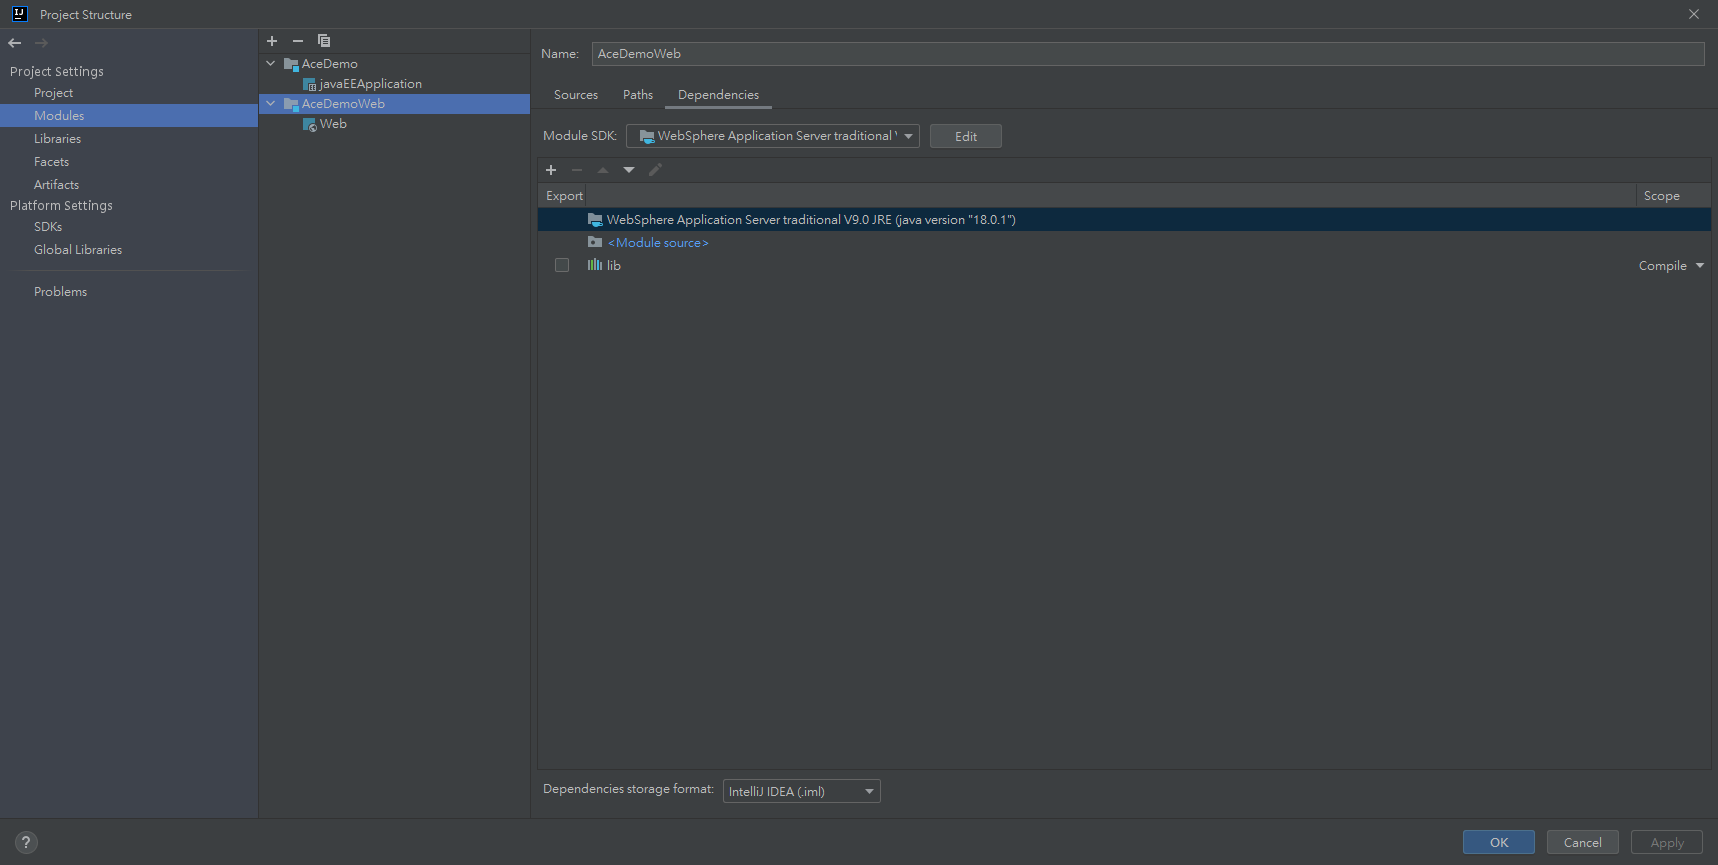 IJ Project Structure
Project Settings
Project
Modules
Libraries
Facets
Artifacts
Platform Settings
SDKs
Global Libraries
Problems
AceDemo
javaEEApplication
AceDemoWeb
Web
Name: AceDemoWeb
Sources Paths Dependencies
Module SDK: WebSphere Application Server traditional Edit
Export Scope
WebSphere Application Server traditional V9.0 JRE (java version "18.0.1")
<Module source>
lib Compile
Dependencies storage format: IntelliJ IDEA (.iml)
? OK Cancel Apply